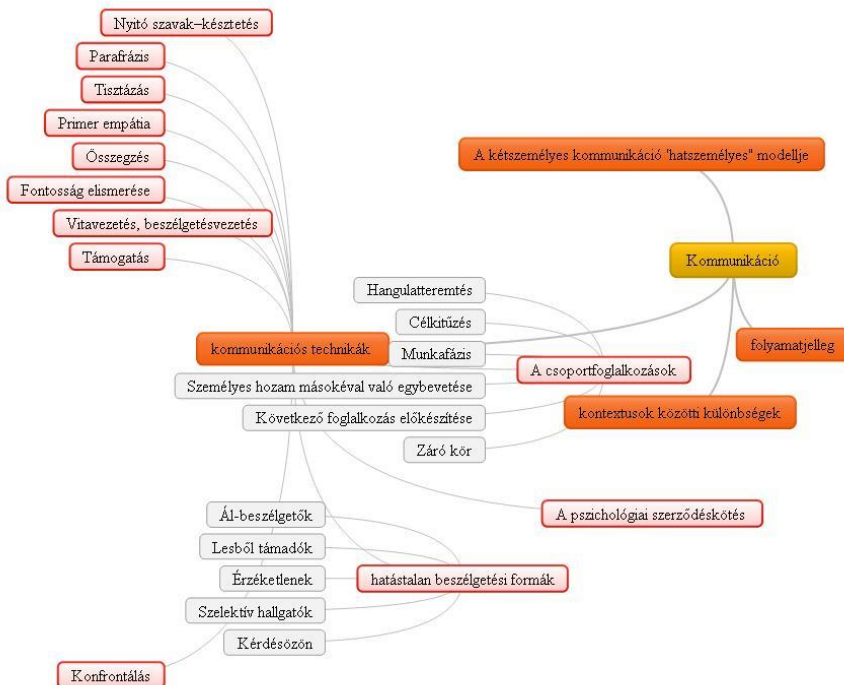 Nyitó szavak–késztetés
Parafrázis
Tisztázás
Primer empátia
Összegzés
Fontosság elismerése
Vitavezetés, beszélgetésvezetés
Támogatás
A kétszemélyes kommunikáció "hatszemélyes" modellje
Kommunikáció
folyamatjelleg
kontextusok közötti különbségek
kommunikációs technikák
Hangulatteremtés
Célkitűzés
Munkafázis
A csoportfoglalkozások
Személyes hozam másokéval való egybevetése
Következő foglalkozás előkészítése
Záró kör
A pszichológiai szerződéskötés
Ál-beszélgetők
Lesből támadók
Érzéketlenek
hatástalan beszélgetési formák
Szelektív hallgatók
Kérdésözön
Konfrontálás